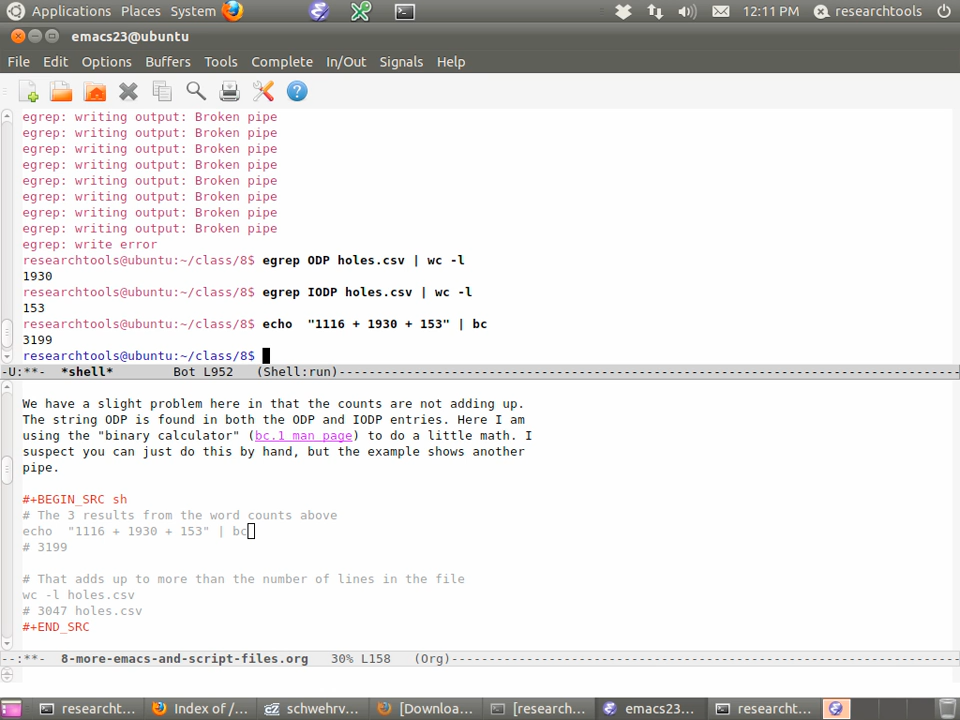 Applications Places System 12:11 PM researchtools
emacs23@ubuntu
File Edit Options Buffers Tools Complete In/Out Signals Help
egrep: writing output: Broken pipe
egrep: writing output: Broken pipe
egrep: writing output: Broken pipe
egrep: writing output: Broken pipe
egrep: writing output: Broken pipe
egrep: writing output: Broken pipe
egrep: writing output: Broken pipe
egrep: writing output: Broken pipe
egrep: write error
researchtools@ubuntu:~/class/8$ egrep ODP holes.csv | wc -l
1930
researchtools@ubuntu:~/class/8$ egrep IODP holes.csv | wc -l
153
researchtools@ubuntu:~/class/8$ echo  "1116 + 1930 + 153" | bc
3199
researchtools@ubuntu:~/class/8$
-U:**-  *shell*        Bot L952   (Shell:run)--------------------------------------------------------------------------------
We have a slight problem here in that the counts are not adding up.
The string ODP is found in both the ODP and IODP entries. Here I am
using the "binary calculator" (bc.1 man page) to do a little math. I
suspect you can just do this by hand, but the example shows another
pipe.
#+BEGIN_SRC sh
# The 3 results from the word counts above
echo  "1116 + 1930 + 153" | bc
# 3199
# That adds up to more than the number of lines in the file
wc -l holes.csv
# 3047 holes.csv
#+END_SRC
--:**-  8-more-emacs-and-script-files.org   30% L158   (Org)--------------------------------------------------------------------
researcht... Index of /... schwehrv... [Downloa... [research... emacs23... researcht...